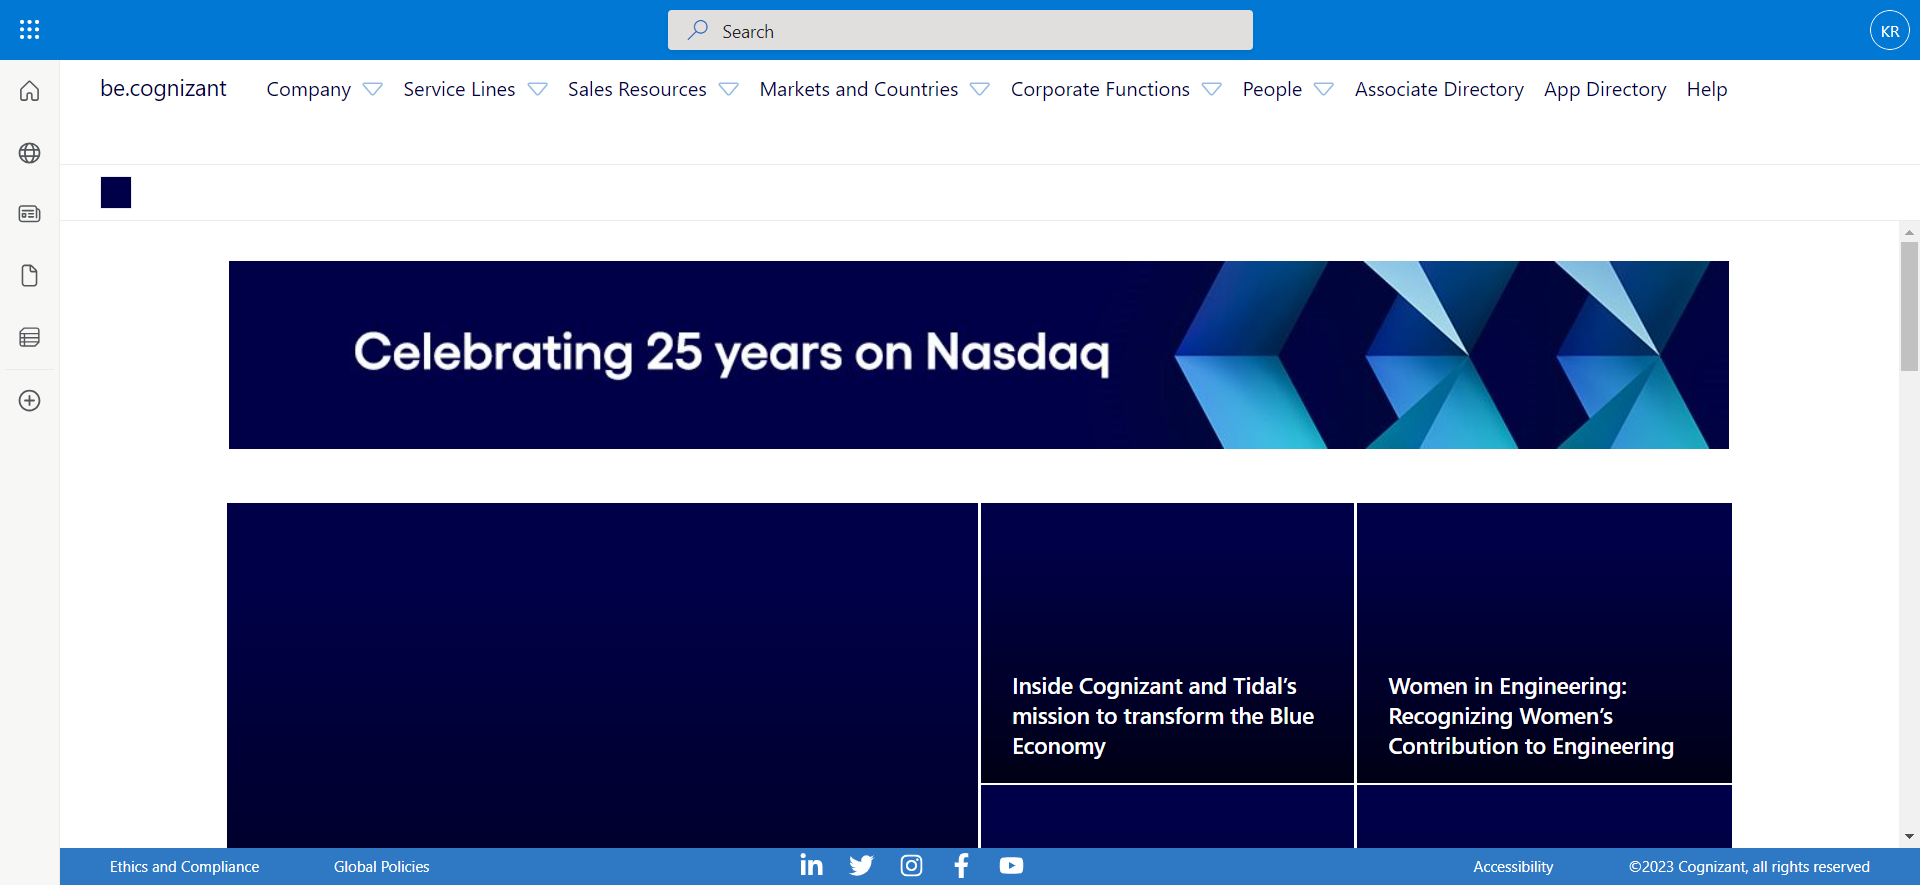 Search
KR
be.cognizant
Company
Service Lines
Sales Resources
Markets and Countries
Corporate Functions
People
Associate Directory
App Directory
Help
Celebrating 25 years on Nasdaq
Inside Cognizant and Tidal’s
mission to transform the Blue
Economy
Women in Engineering:
Recognizing Women’s
Contribution to Engineering
Ethics and Compliance
Global Policies
Accessibility
©2023 Cognizant, all rights reserved